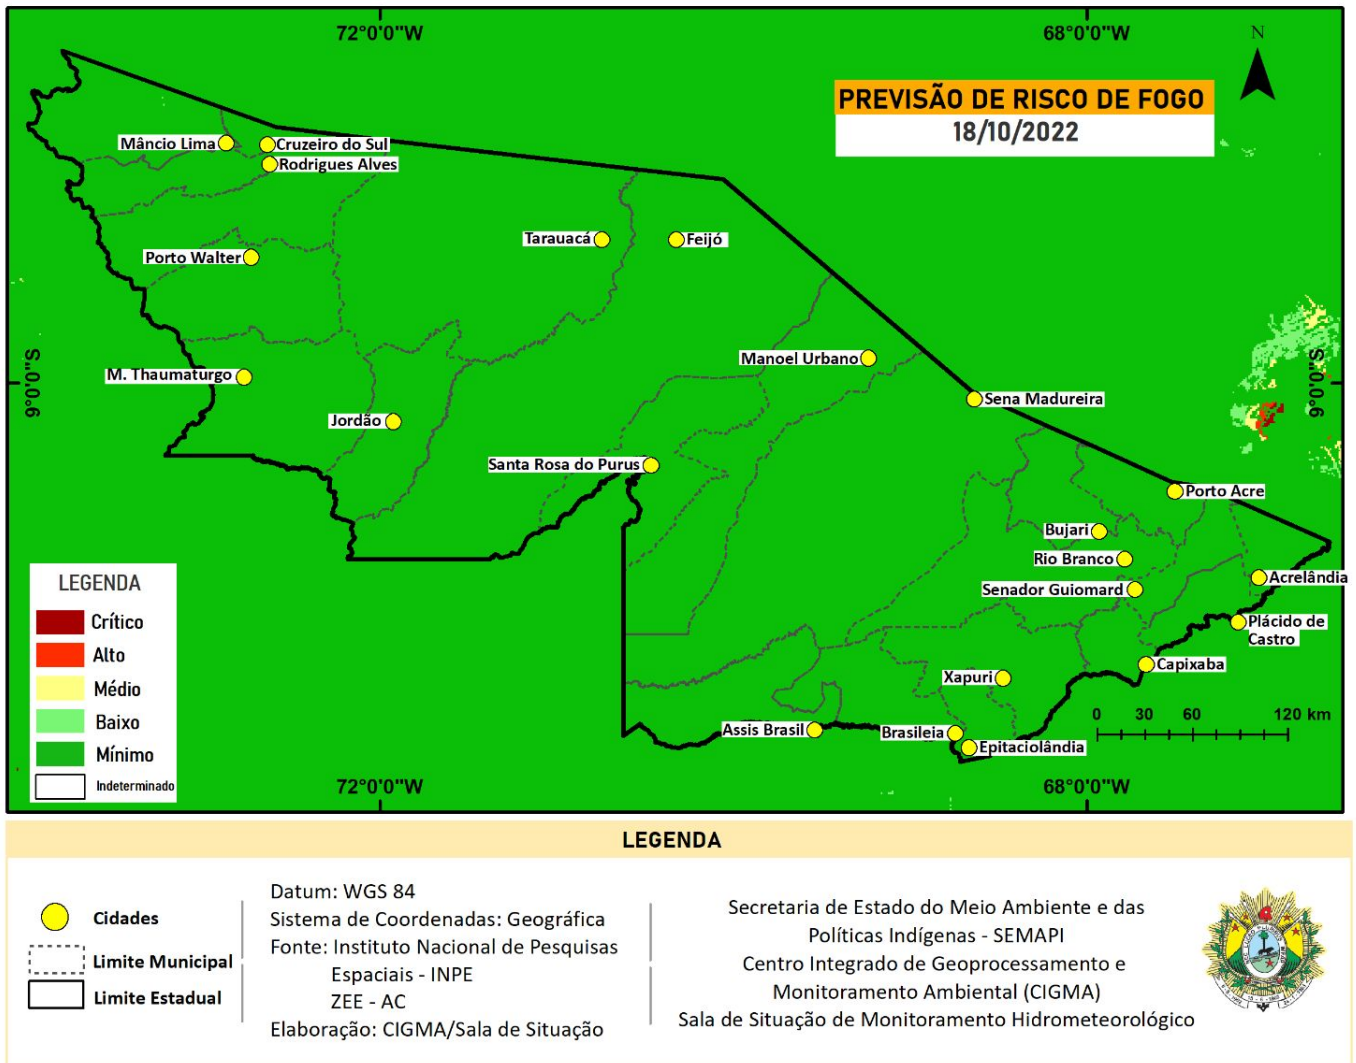 72°0'0"W
68°0'0"W
N
PREVISÃO DE RISCO DE FOGO
18/10/2022
Mâncio Lima
Cruzeiro do Sul
Rodrigues Alves
Tarauacá
Feijó
Porto Walter
Manoel Urbano
9°0'0"S
9°0'0"S
M. Thaumaturgo
Sena Madureira
Jordão
Santa Rosa do Purus
Porto Acre
Bujari
Rio Branco
Acrelândia
Senador Guiomard
Plácido de
Castro
Capixaba
Xapuri
Assis Brasil
Brasileia
Epitaciolândia
0 30 60 120 km
LEGENDA
Crítico
Alto
Médio
Baixo
Mínimo
Indeterminado
72°0'0"W
68°0'0"W
LEGENDA
Cidades
Limite Municipal
Limite Estadual
Datum: WGS 84
Sistema de Coordenadas: Geográfica
Fonte: Instituto Nacional de Pesquisas
Espaciais - INPE
ZEE - AC
Elaboração: CIGMA/Sala de Situação
Secretaria de Estado do Meio Ambiente e das
Políticas Indígenas - SEMAPI
Centro Integrado de Geoprocessamento e
Monitoramento Ambiental (CIGMA)
Sala de Situação de Monitoramento Hidrometeorológico